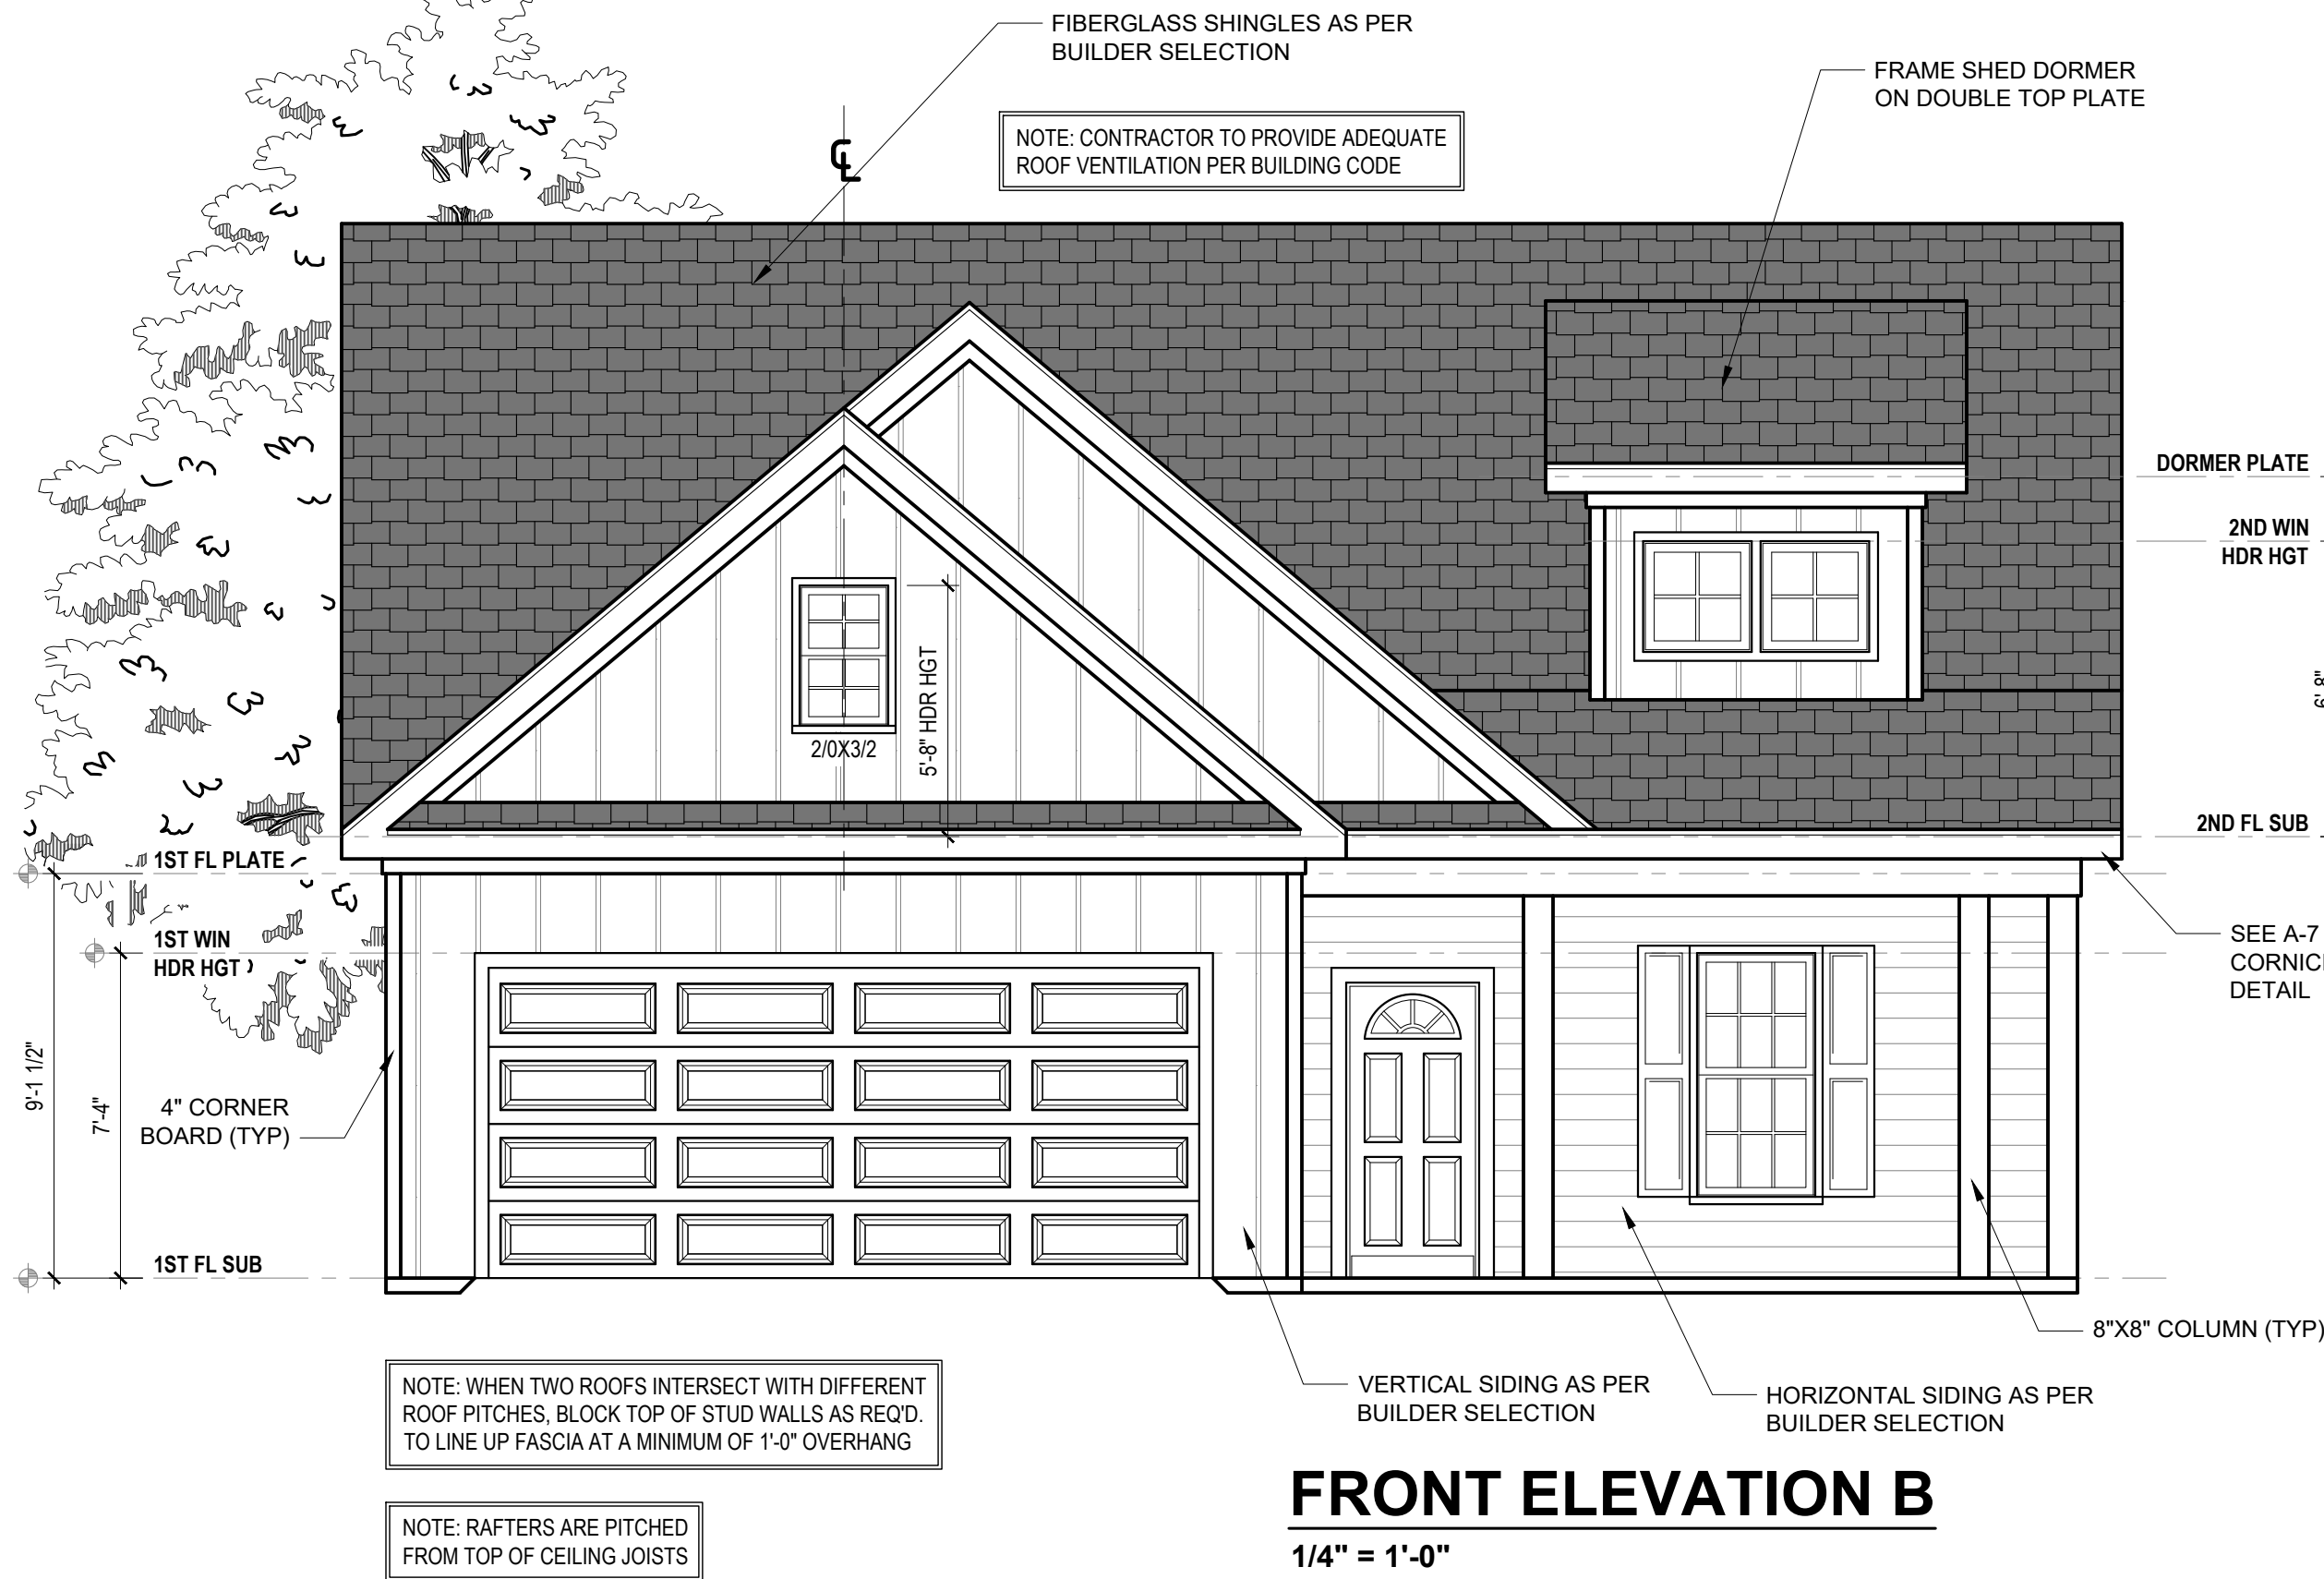 FIBERGLASS SHINGLES AS PER
BUILDER SELECTION
FRAME SHED DORMER
ON DOUBLE TOP PLATE
NOTE: CONTRACTOR TO PROVIDE ADEQUATE
ROOF VENTILATION PER BUILDING CODE
CL
DORMER PLATE
2ND WIN
HDR HGT
6'-8"
5'-8" HDR HGT
2/0X3/2
2ND FL SUB
1ST FL PLATE
1ST WIN
HDR HGT
SEE A-7
CORNIC
DETAIL
9'-1 1/2"
7'-4"
4" CORNER
BOARD (TYP)
1ST FL SUB
8"X8" COLUMN (TYP)
VERTICAL SIDING AS PER
BUILDER SELECTION
HORIZONTAL SIDING AS PER
BUILDER SELECTION
NOTE: WHEN TWO ROOFS INTERSECT WITH DIFFERENT
ROOF PITCHES, BLOCK TOP OF STUD WALLS AS REQ'D.
TO LINE UP FASCIA AT A MINIMUM OF 1'-0" OVERHANG
NOTE: RAFTERS ARE PITCHED
FROM TOP OF CEILING JOISTS
FRONT ELEVATION B
1/4" = 1'-0"